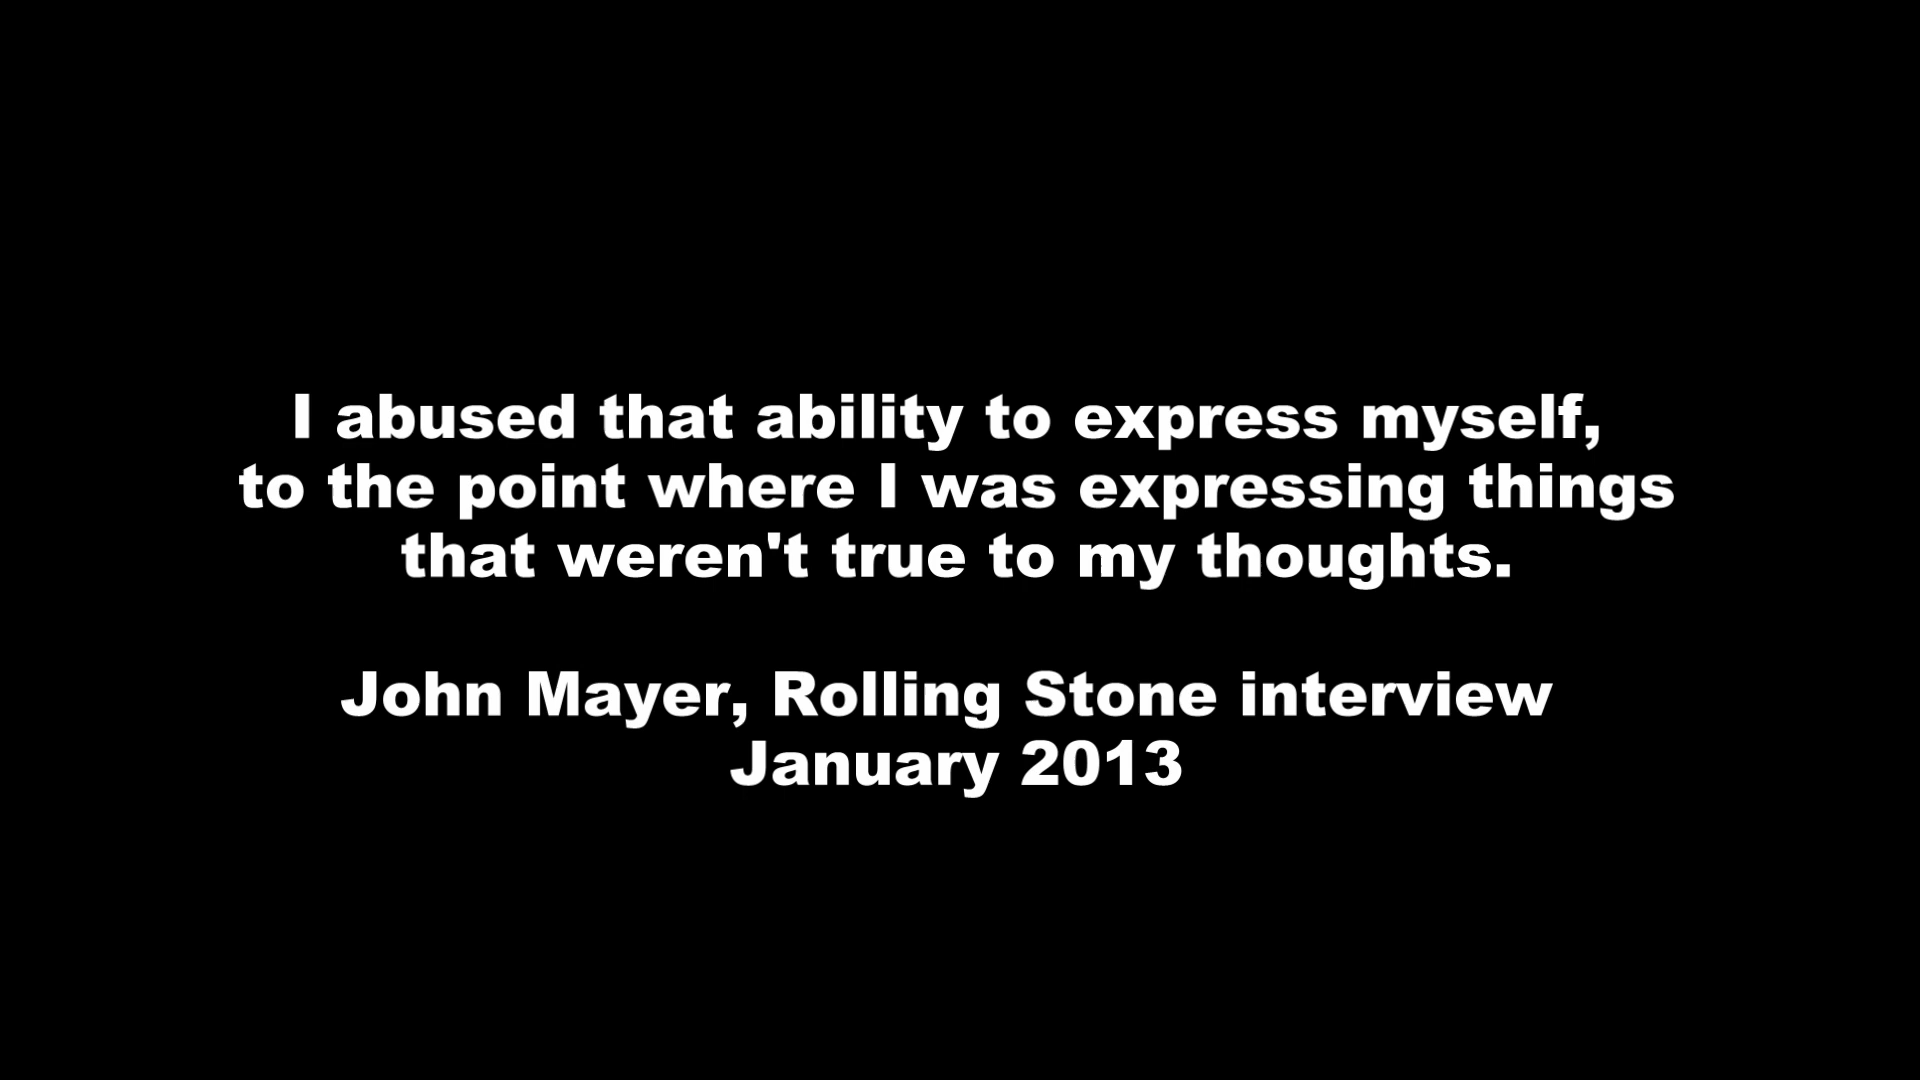 I abused that ability to express myself,
to the point where I was expressing things
that weren't true to my thoughts.
John Mayer, Rolling Stone interview
January 2013